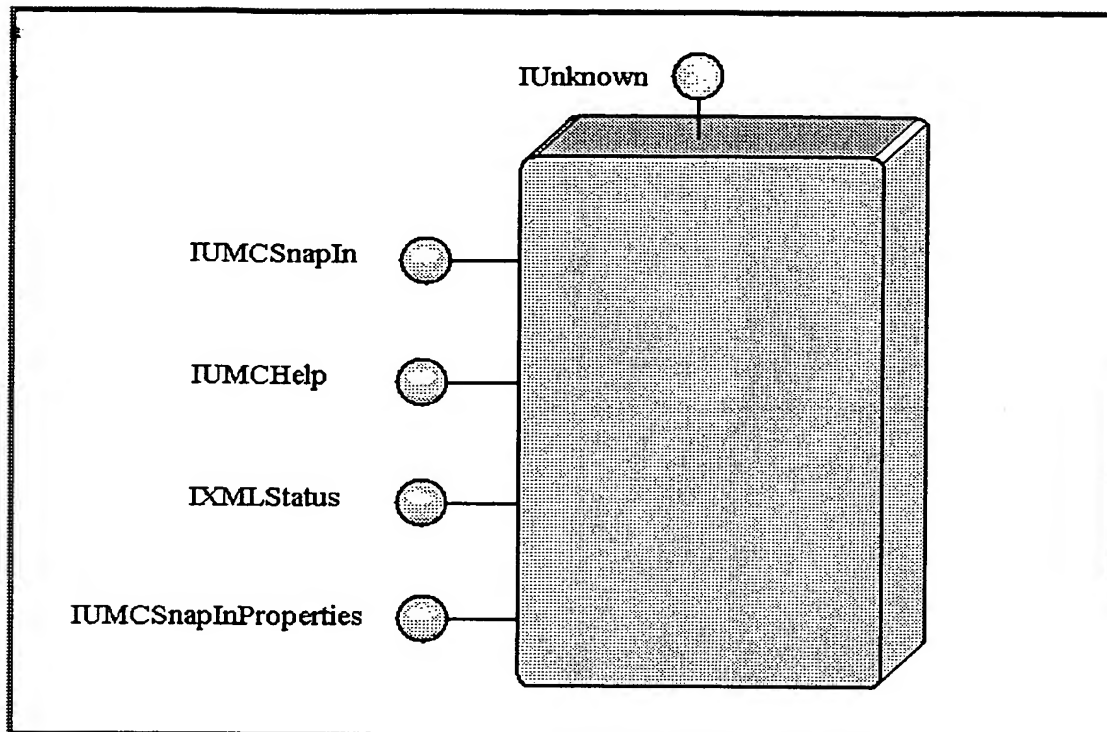 IUnknown
IUMCSnapIn
IUMCHelp
IXMLStatus
IUMCSnapInProperties